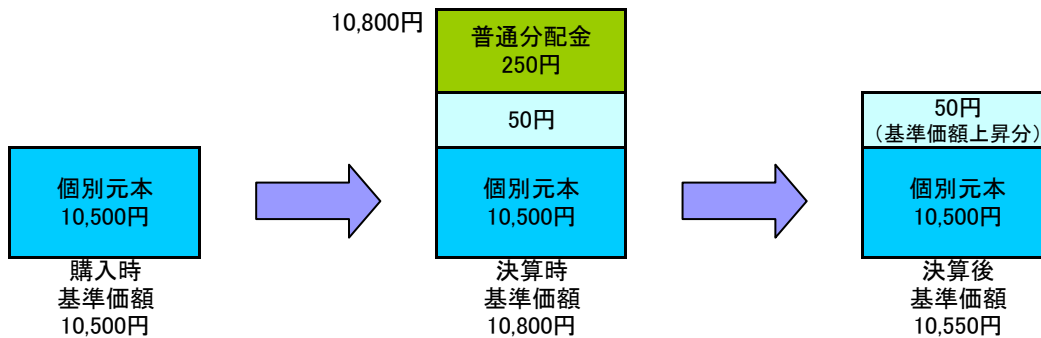 10,800円
普通分配金
250円
50円
50円
（基準価額上昇分）
個別元本
10,500円
個別元本
10,500円
個別元本
10,500円
購入時
基準価額
10,500円
決算時
基準価額
10,800円
決算後
基準価額
10,550円